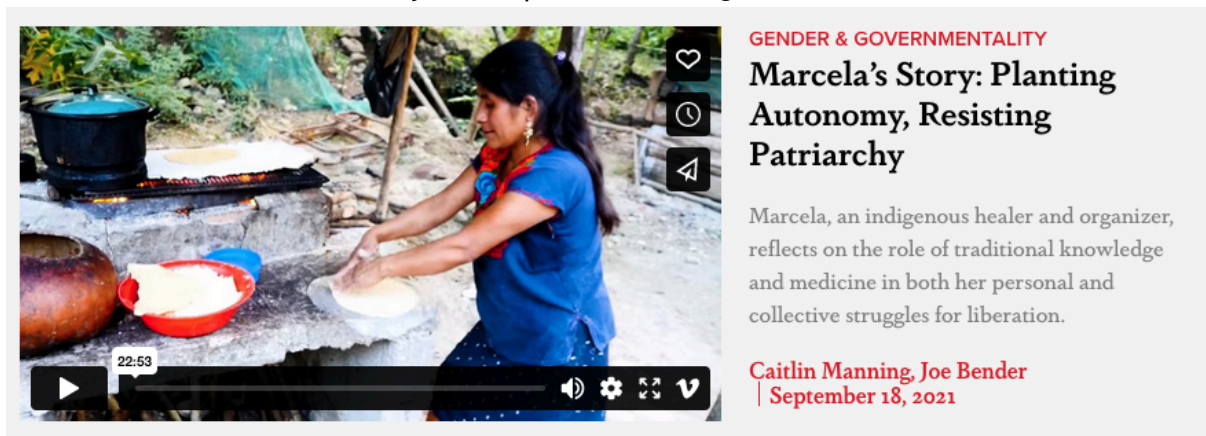 GENDER & GOVERNMENTALITY
Marcela's Story: Planting
Autonomy, Resisting
Patriarchy
Marcela, an indigenous healer and organizer,
reflects on the role of traditional knowledge
and medicine in both her personal and
collective struggles for liberation.
Caitlin Manning, Joe Bender
| September 18, 2021
22:53